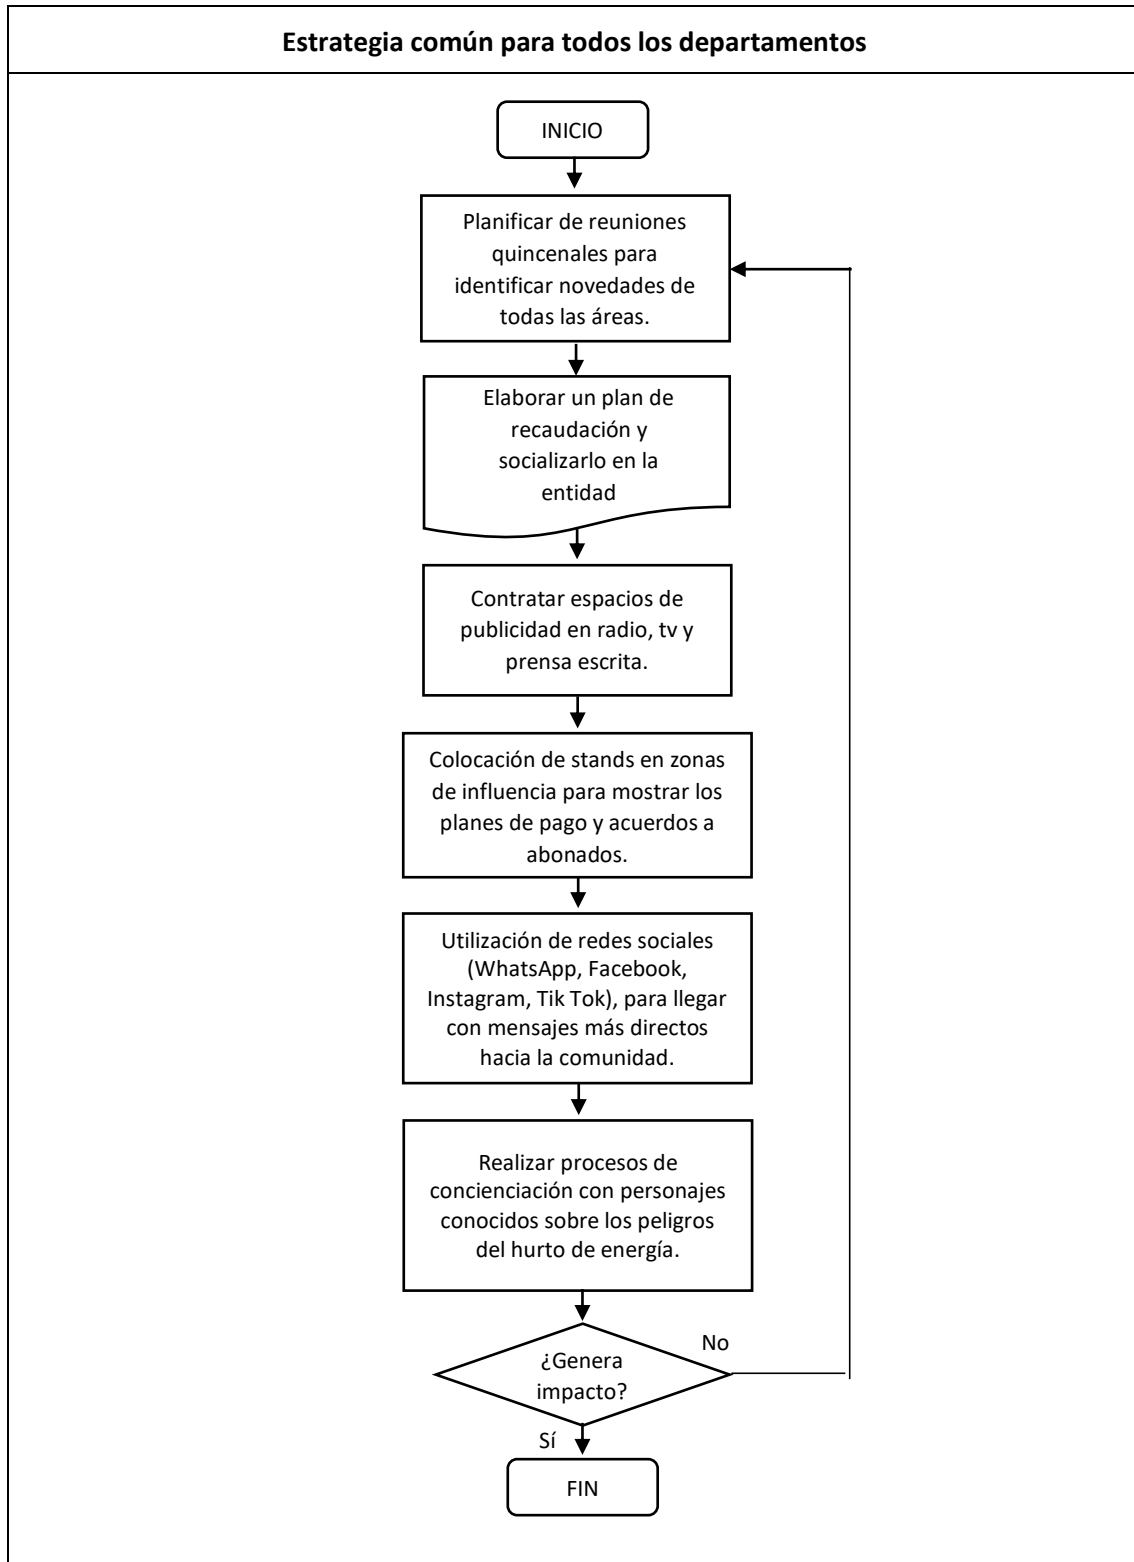 Estrategia común para todos los departamentos
INICIO
Planificar de reuniones
quincenales para
identificar novedades de
todas las áreas.
Elaborar un plan de
recaudación y
socializarlo en la
entidad
Contratar espacios de
publicidad en radio, tv y
prensa escrita.
Colocación de stands en zonas
de influencia para mostrar los
planes de pago y acuerdos a
abonados.
Utilización de redes sociales
(WhatsApp, Facebook,
Instagram, Tik Tok), para llegar
con mensajes más directos
hacia la comunidad.
Realizar procesos de
concienciación con personajes
conocidos sobre los peligros
del hurto de energía.
No
¿Genera
impacto?
Sí
FIN